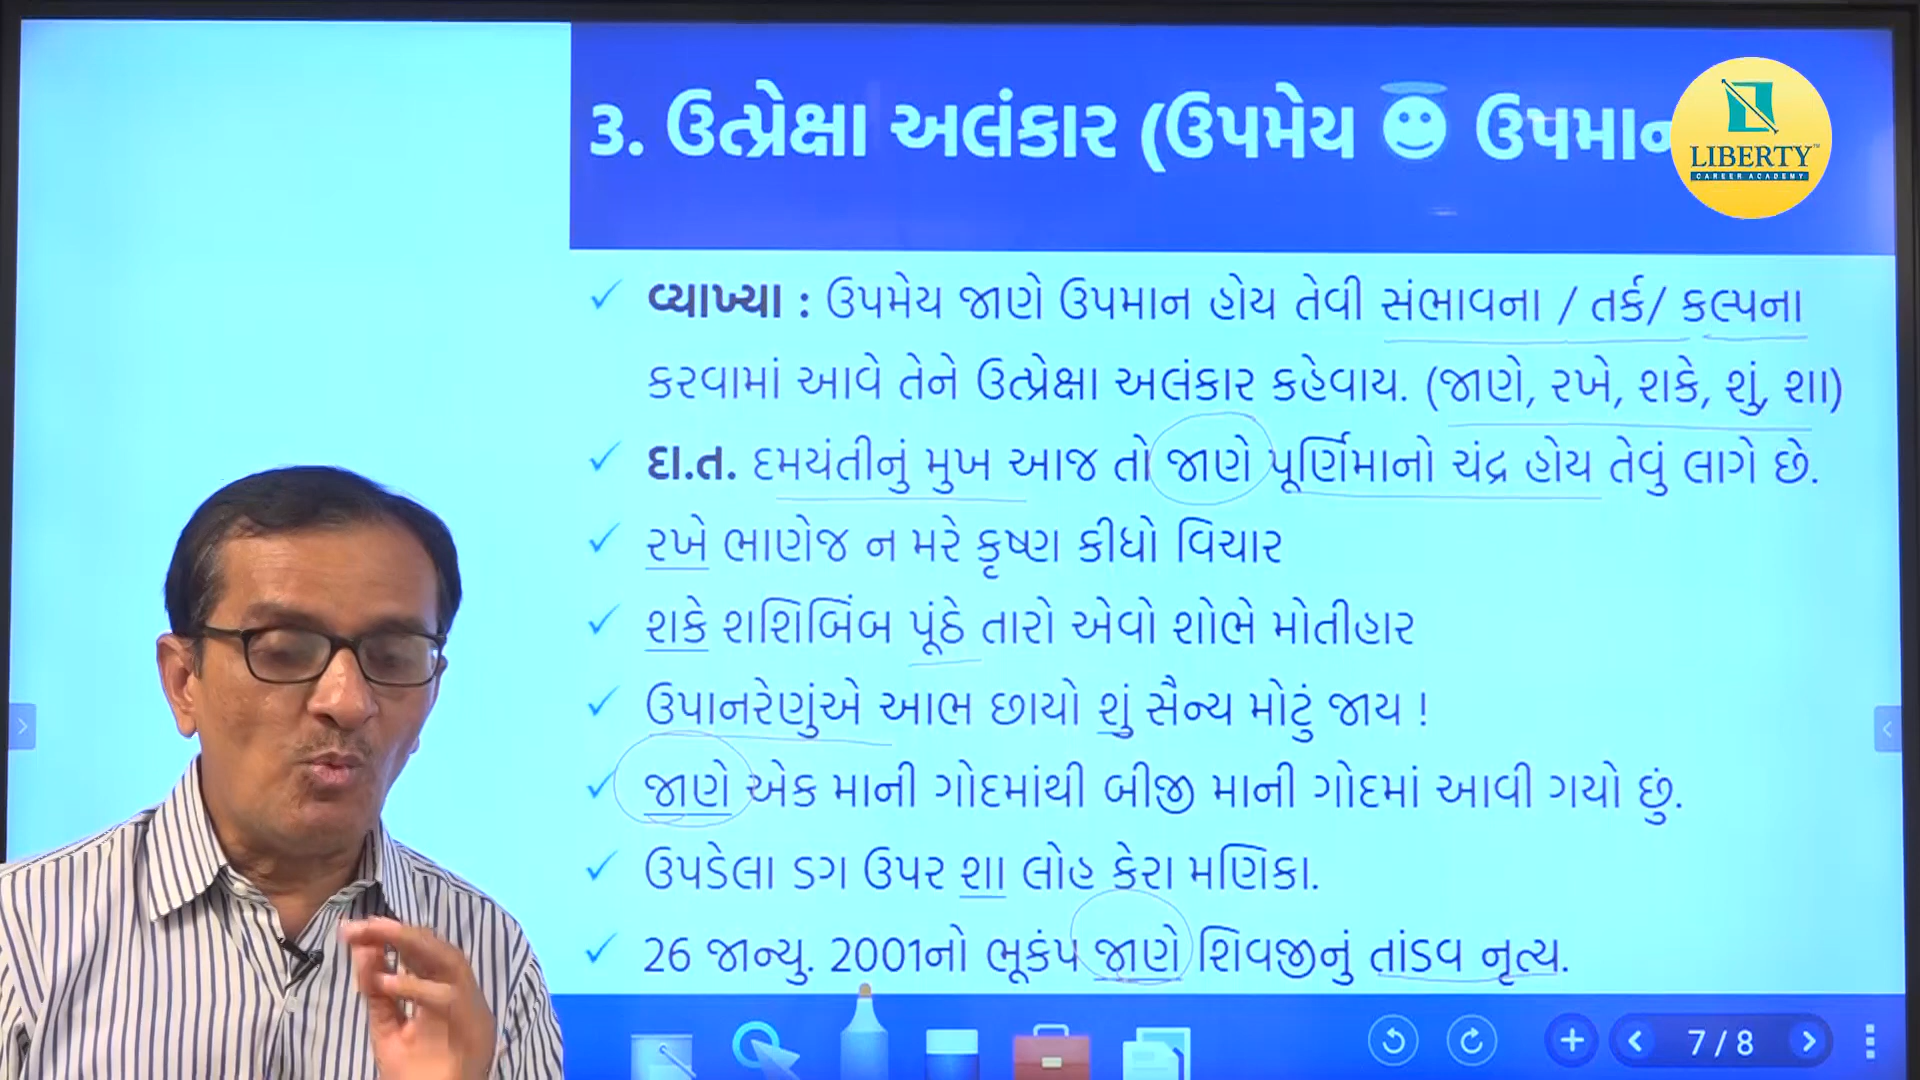 ૩. ઉત્પ્રેક્ષા અલંકાર (ઉપમેય ઉપમાન
LIBERTY™
CAREER ACADEMY
વ્યાખ્યા : ઉપમેય જાણે ઉપમાન હોય તેવી સંભાવના / તર્ક/ કલ્પના
કરવામાં આવે તેને ઉત્પ્રેક્ષા અલંકાર કહેવાય. (જાણે, રખે, શકે, શું, શા)
દા.ત. દમયંતીનું મુખ આજ તો જાણે પૂર્ણિમાનો ચંદ્ર હોય તેવું લાગે છે.
રખે ભાણેજ ન મરે કૃષ્ણ કીધો વિચાર
શકે શશિબિંબ પૂંઠે તારો એવો શોભે મોતીહાર
ઉપાનરેણુંએ આભ છાયો શું સૈન્ય મોટું જાય !
જાણે એક માની ગોદમાંથી બીજી માની ગોદમાં આવી ગયો છું.
ઉપડેલા ડગ ઉપર શા લોહ કેરા મણિકા.
26 જાન્યુ. 2001નો ભૂકંપ જાણે શિવજીનું તાંડવ નૃત્ય.
7 / 8